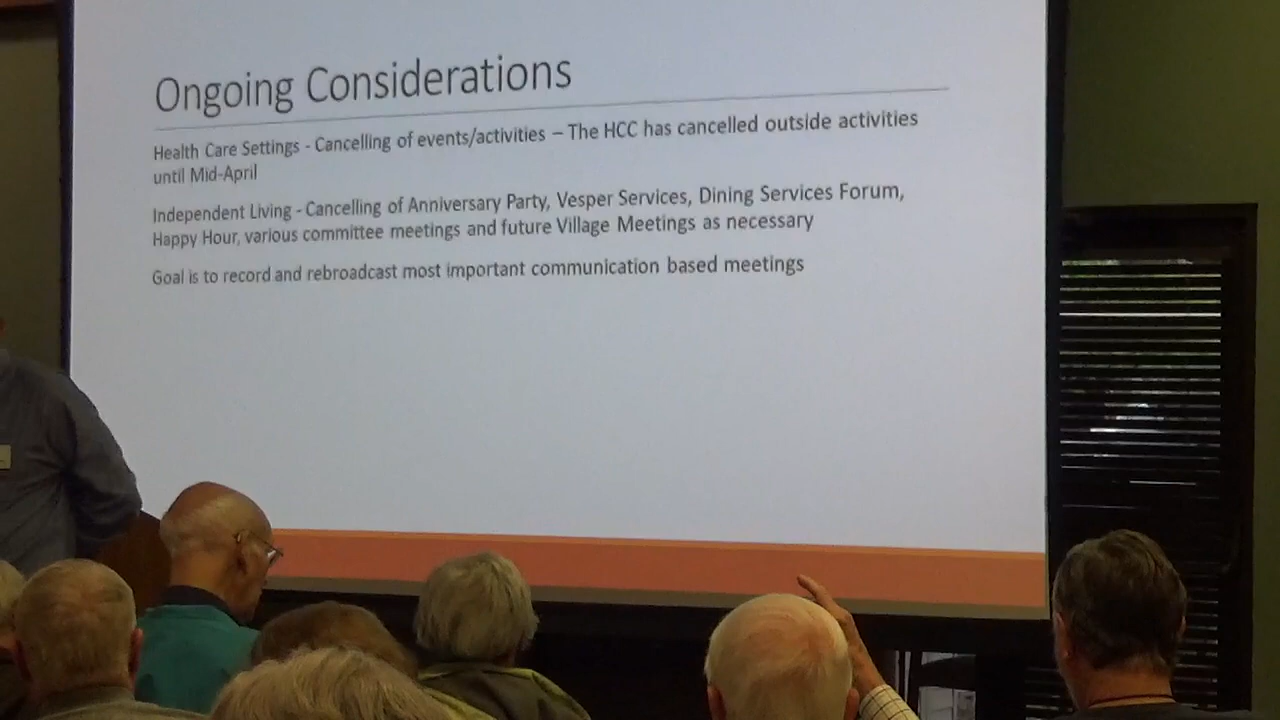 Ongoing Considerations
Health Care Settings - Cancelling of events/activities – The HCC has cancelled outside activities
until Mid-April
Independent Living - Cancelling of Anniversary Party, Vesper Services, Dining Services Forum,
Happy Hour, various committee meetings and future Village Meetings as necessary
Goal is to record and rebroadcast most important communication based meetings